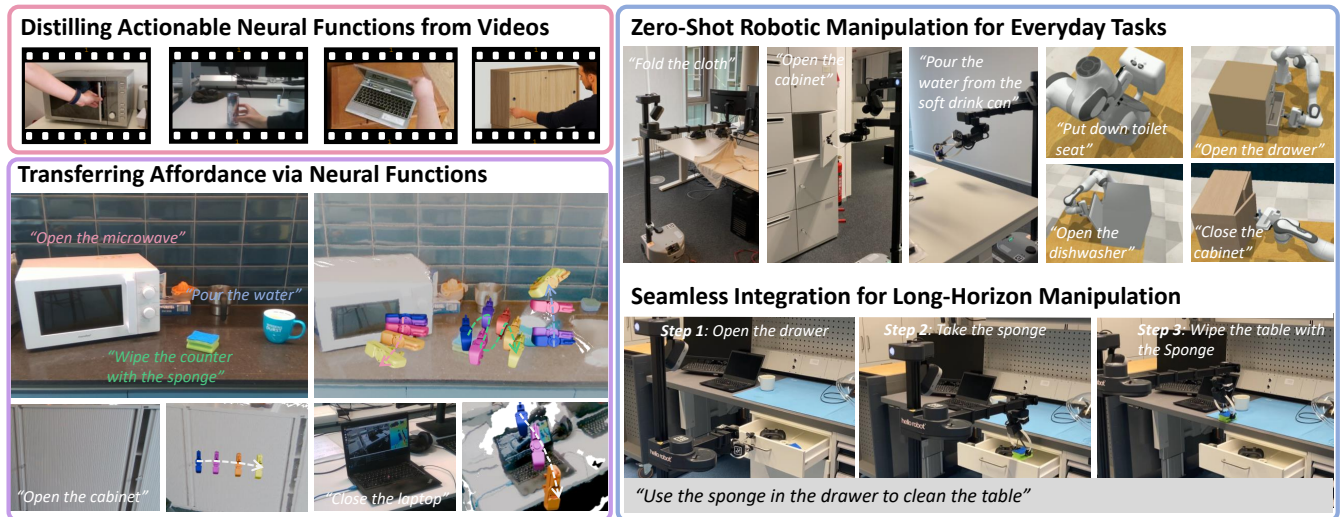 Distilling Actionable Neural Functions from Videos
Transferring Affordance via Neural Functions
"Open the microwave"
"Pour the water"
"Wipe the counter
with the sponge"
"Open the cabinet"
"Close the laptop"
Zero-Shot Robotic Manipulation for Everyday Tasks
"Fold the cloth"
"Open the
cabinet"
"Pour the
water from the
soft drink can"
"Put down toilet
seat"
"Open the drawer"
"Open the
dishwasher"
"Close the
cabinet"
Seamless Integration for Long-Horizon Manipulation
Step 1: Open the drawer
Step 2: Take the sponge
Step 3: Wipe the table with
the Sponge
hello robot
hello robot
"Use the sponge in the drawer to clean the table"